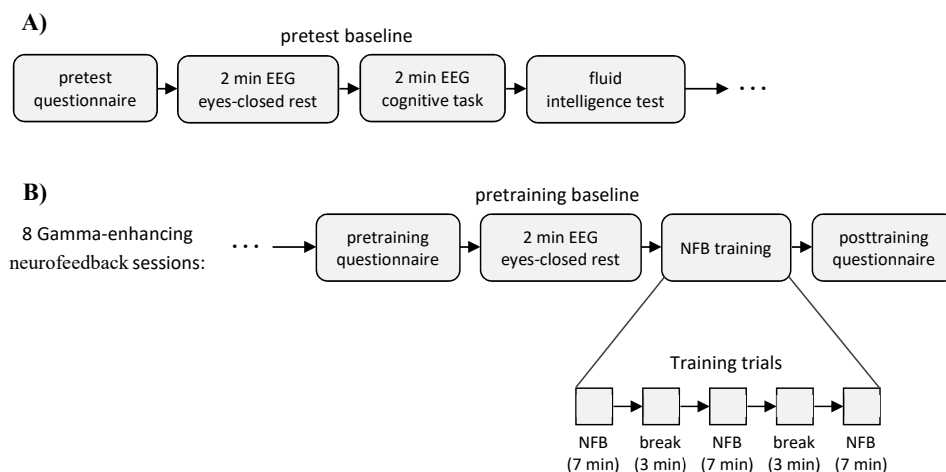 A)
pretest baseline
pretest
questionnaire
2 min EEG
eyes-closed rest
2 min EEG
cognitive task
fluid
intelligence test
...
B)
pretraining baseline
8 Gamma-enhancing
neurofeedback sessions:
...
pretraining
questionnaire
2 min EEG
eyes-closed rest
NFB training
posttraining
questionnaire
Training trials
NFB
(7 min)
break
(3 min)
NFB
(7 min)
break
(3 min)
NFB
(7 min)